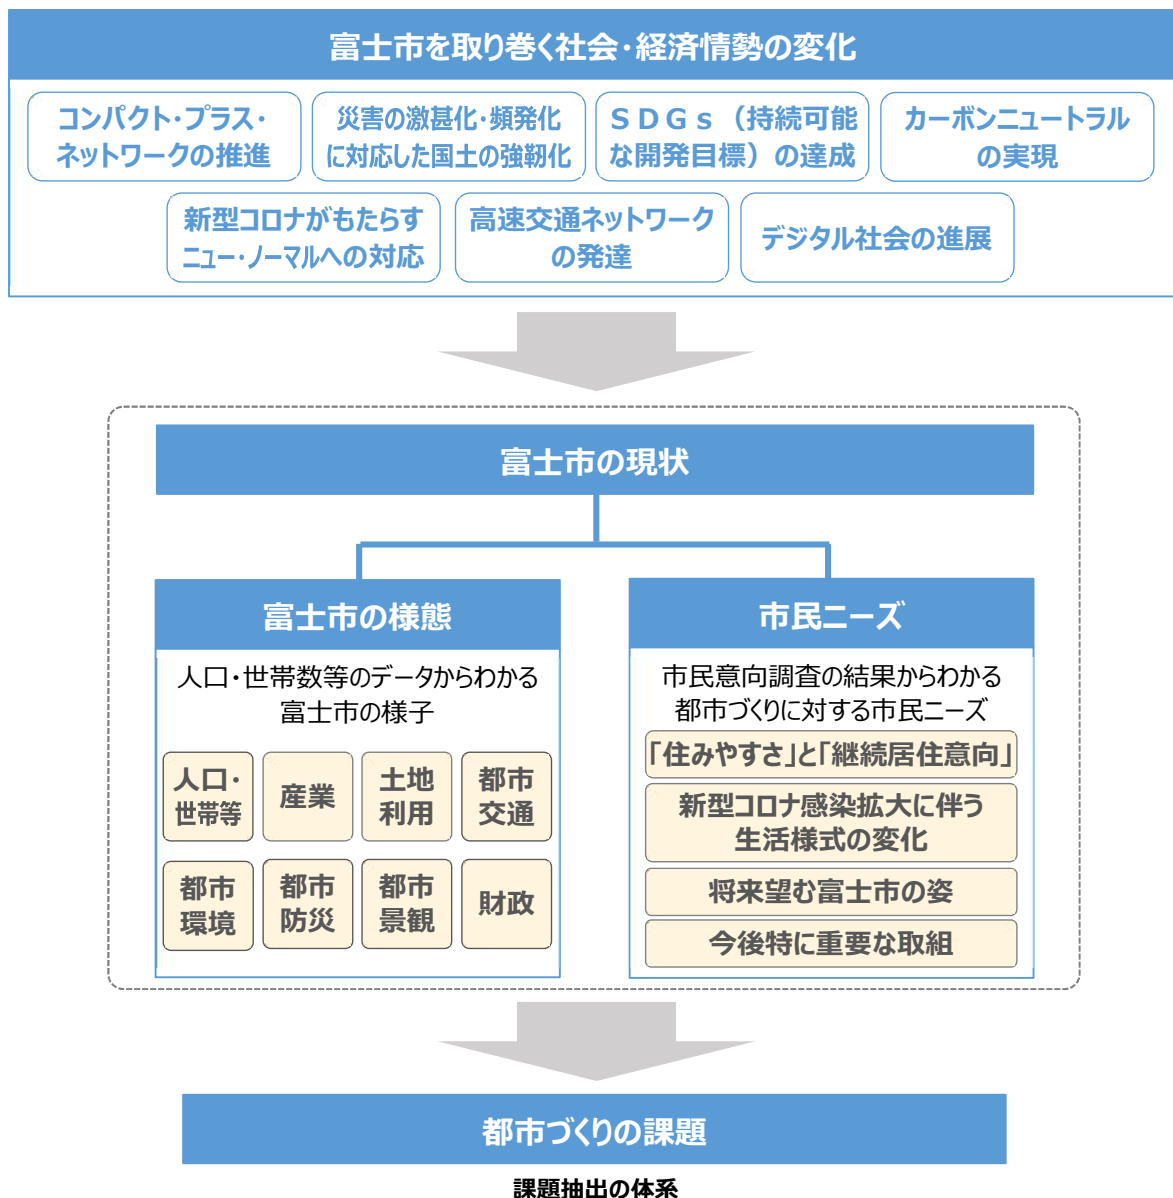 富士市を取り巻く社会・経済情勢の変化
コンパクト・プラス・
ネットワークの推進
災害の激甚化・頻発化
に対応した国土の強靭化
ＳＤＧｓ（持続可能
な開発目標）の達成
カーボンニュートラル
の実現
新型コロナがもたらす
ニュー・ノーマルへの対応
高速交通ネットワーク
の発達
デジタル社会の進展
富士市の現状
富士市の様態
人口・世帯数等のデータからわかる
富士市の様子
人口・
世帯等
産業
土地
利用
都市
交通
都市
環境
都市
防災
都市
景観
財政
市民ニーズ
市民意向調査の結果からわかる
都市づくりに対する市民ニーズ
「住みやすさ」と「継続居住意向」
新型コロナ感染拡大に伴う
生活様式の変化
将来望む富士市の姿
今後特に重要な取組
都市づくりの課題
課題抽出の体系